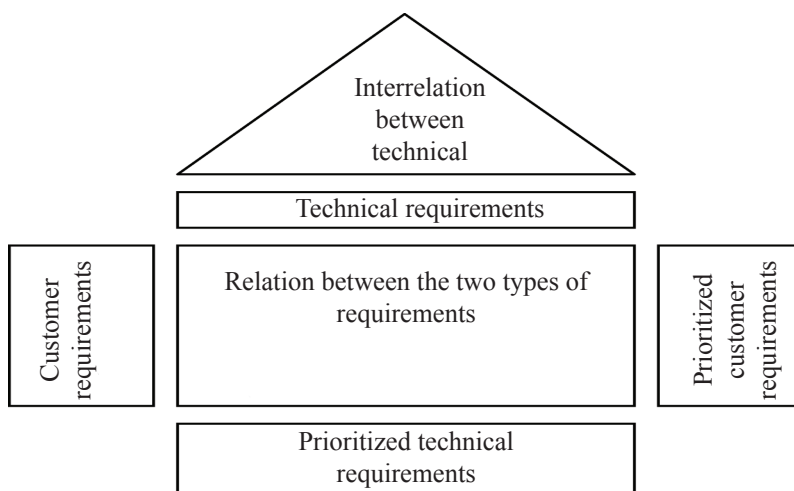 Interrelation
between
technical
Technical requirements
Customer
requirements
Relation between the two types of
requirements
Prioritized
customer
requirements
Prioritized technical
requirements